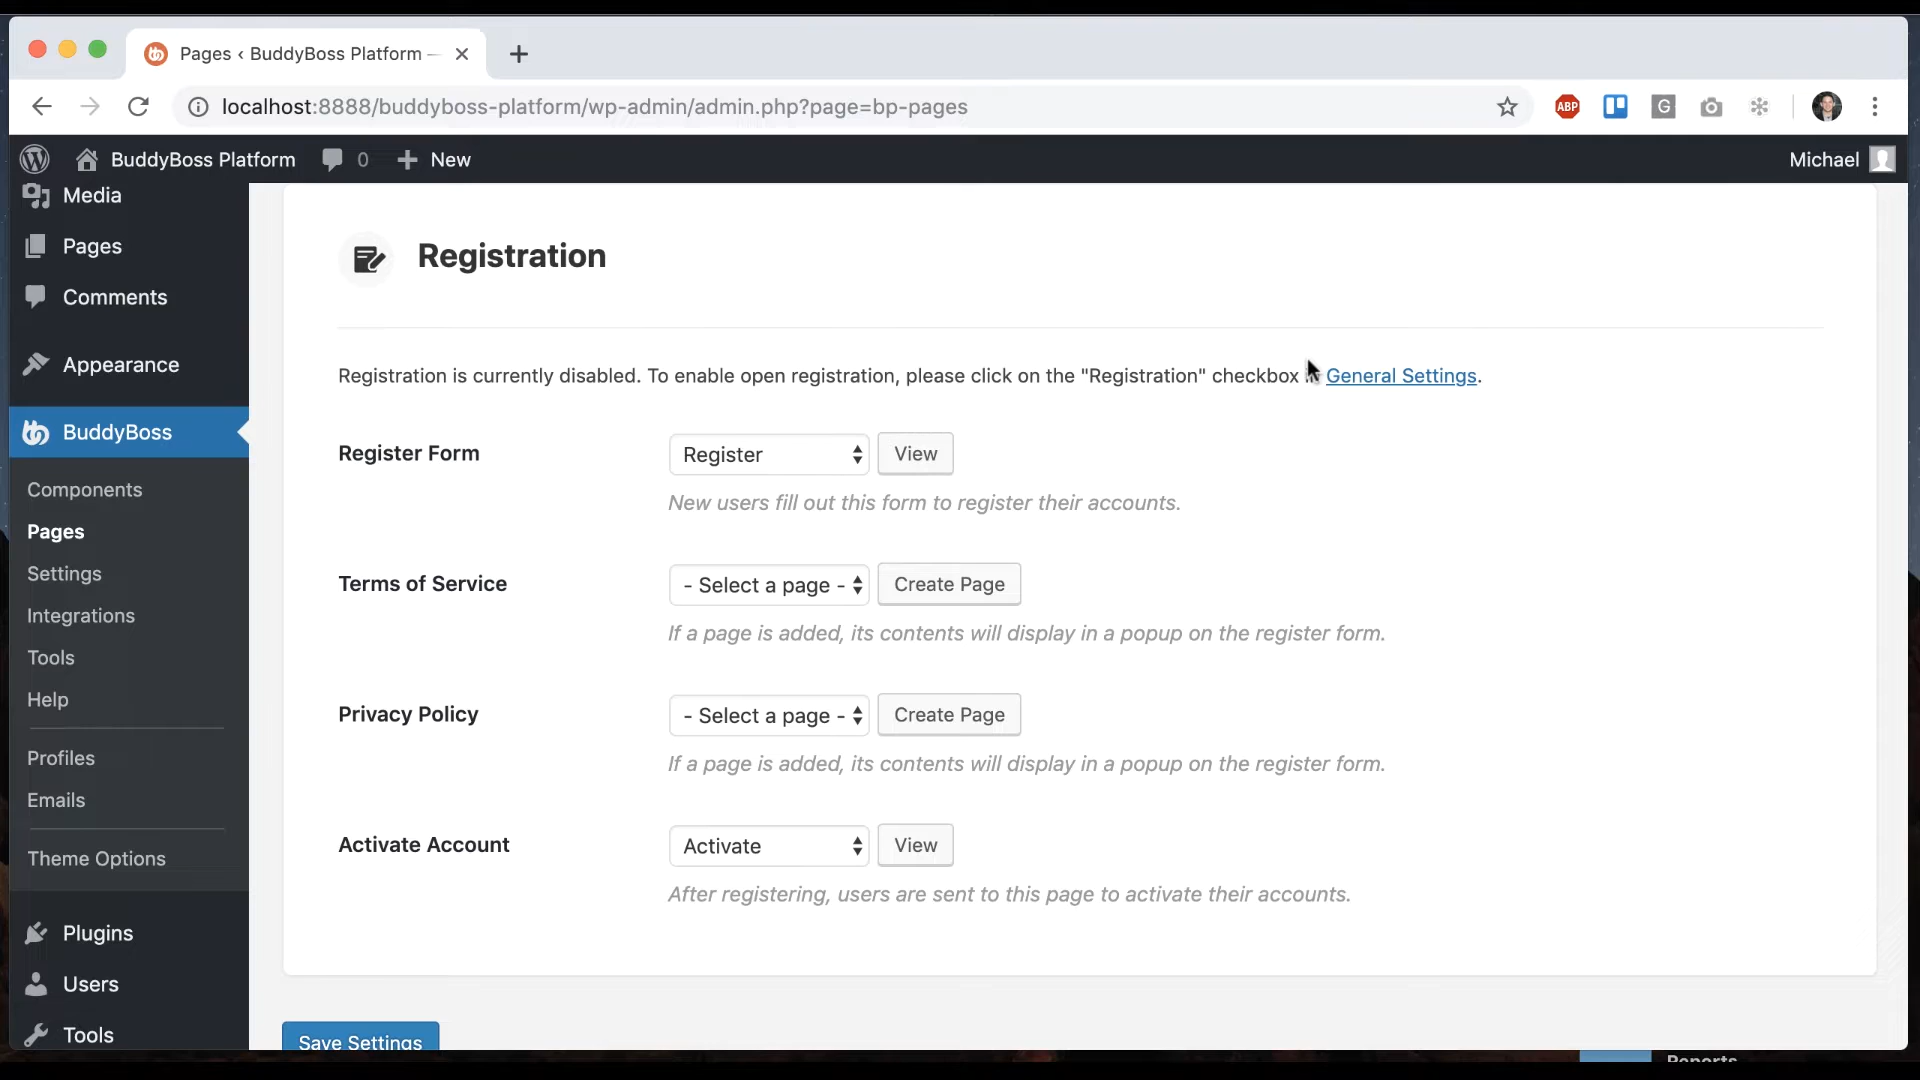 Pages ‹ BuddyBoss Platform —
localhost:8888/buddyboss-platform/wp-admin/admin.php?page=bp-pages
ABP
G
BuddyBoss Platform
0
New
Michael
Media
Pages
Comments
Appearance
BuddyBoss
Components
Pages
Settings
Integrations
Tools
Help
Profiles
Emails
Theme Options
Plugins
Users
Tools
Registration
Registration is currently disabled. To enable open registration, please click on the "Registration" checkbox General Settings.
Register Form
Register
View
New users fill out this form to register their accounts.
Terms of Service
- Select a page -
Create Page
If a page is added, its contents will display in a popup on the register form.
Privacy Policy
- Select a page -
Create Page
If a page is added, its contents will display in a popup on the register form.
Activate Account
Activate
View
After registering, users are sent to this page to activate their accounts.
Save Settings
Reports